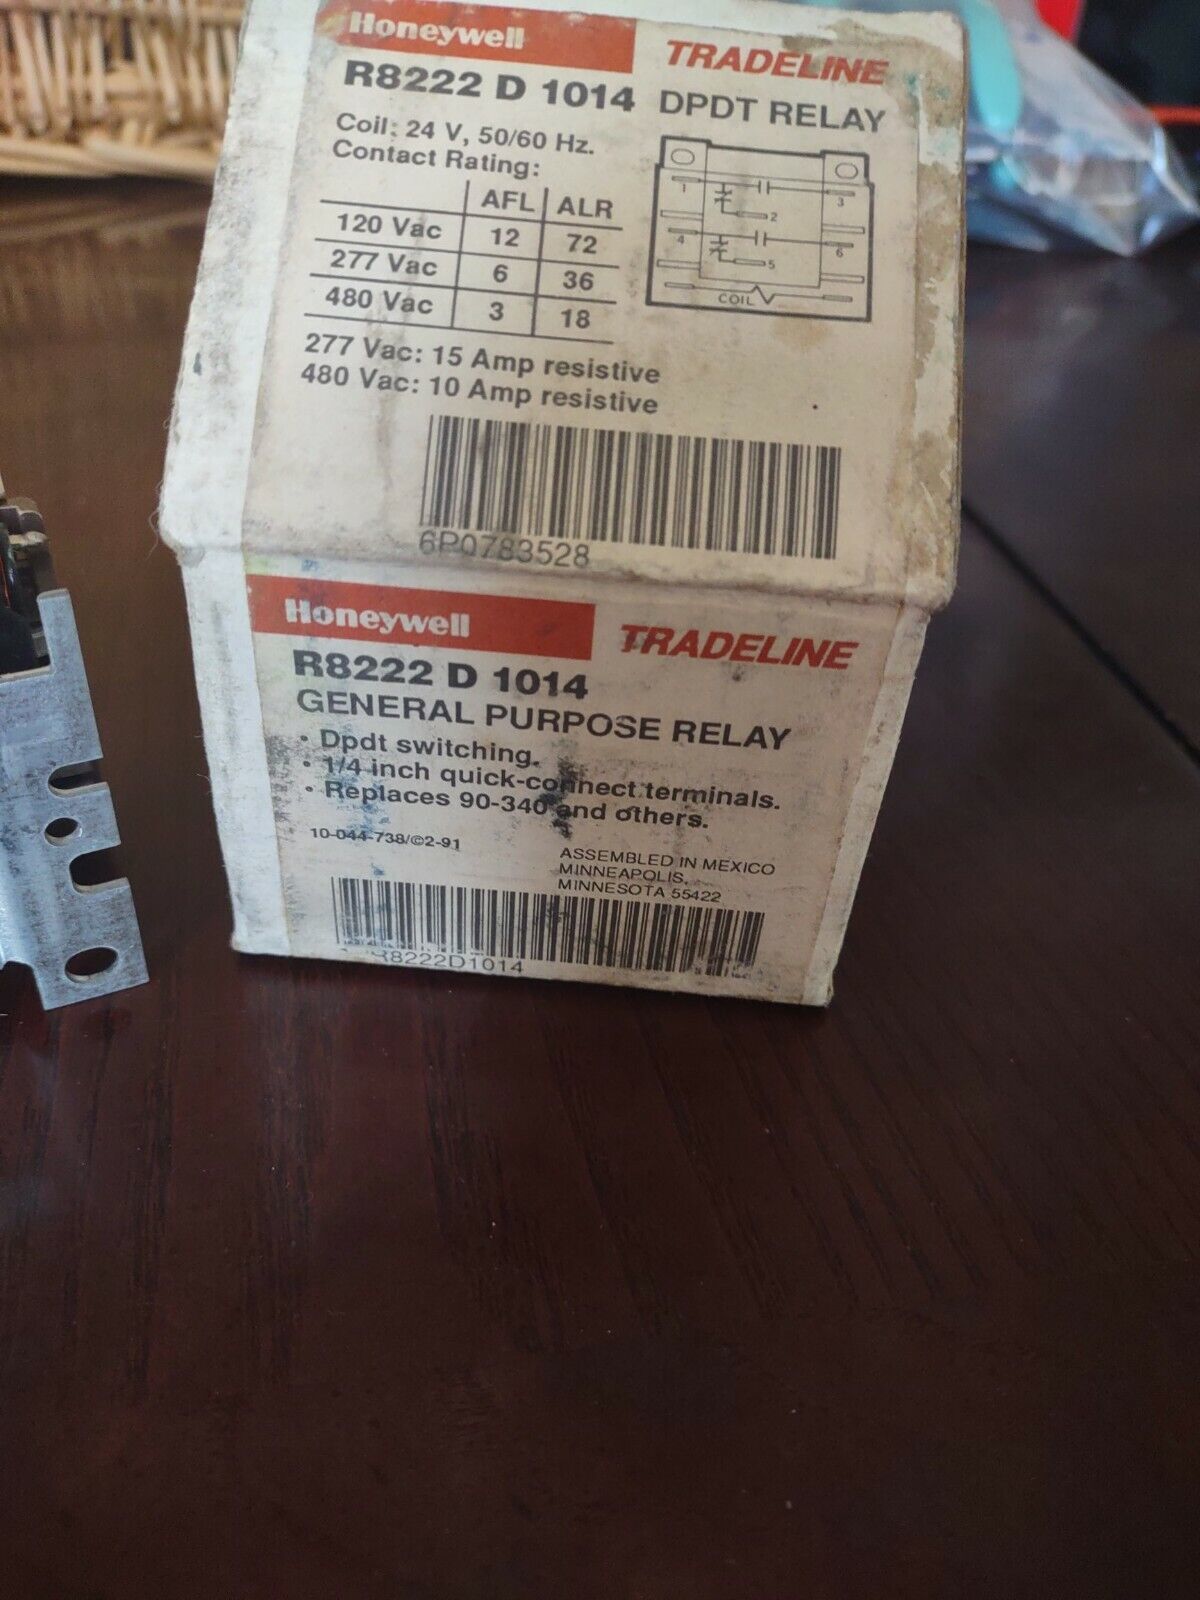 Honeywell TRADELINE
R8222 D 1014 DPDT RELAY
Coil: 24 V, 50/60 Hz.
Contact Rating:
AFL ALR
120 Vac 12 72
277 Vac 6 36
480 Vac 3 18
277 Vac: 15 Amp resistive
480 Vac: 10 Amp resistive
1 3
2
4 6
5
COIL
6P0783528
Honeywell TRADELINE
R8222 D 1014
GENERAL PURPOSE RELAY
• Dpdt switching.
• 1/4 inch quick-connect terminals.
• Replaces 90-340 and others.
10-044-738/©2-91
ASSEMBLED IN MEXICO
MINNEAPOLIS,
MINNESOTA 55422
R8222D1014